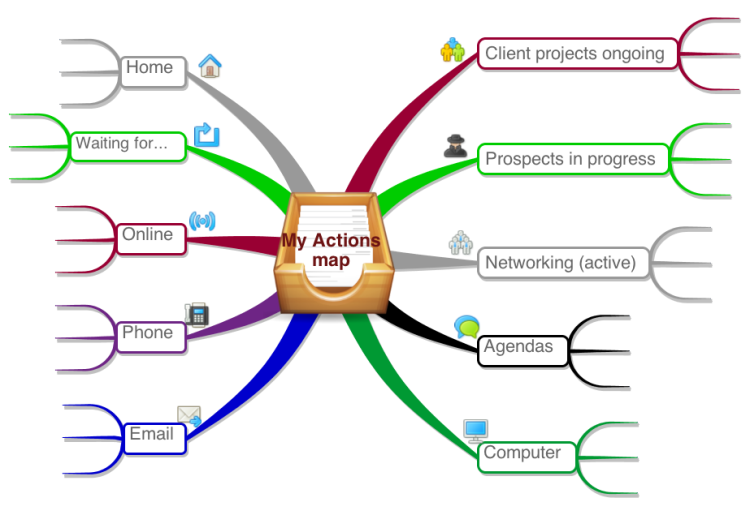 My Actions
map
Home
Waiting for...
Online
Phone
Email
Client projects ongoing
Prospects in progress
Networking (active)
Agendas
Computer